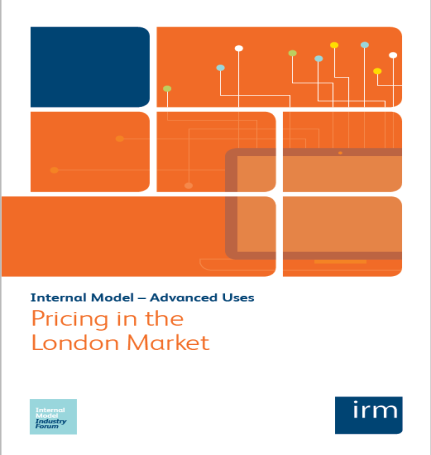 Internal Model – Advanced Uses
Pricing in the
London Market
Internal
Model
Industry
Forum
irm